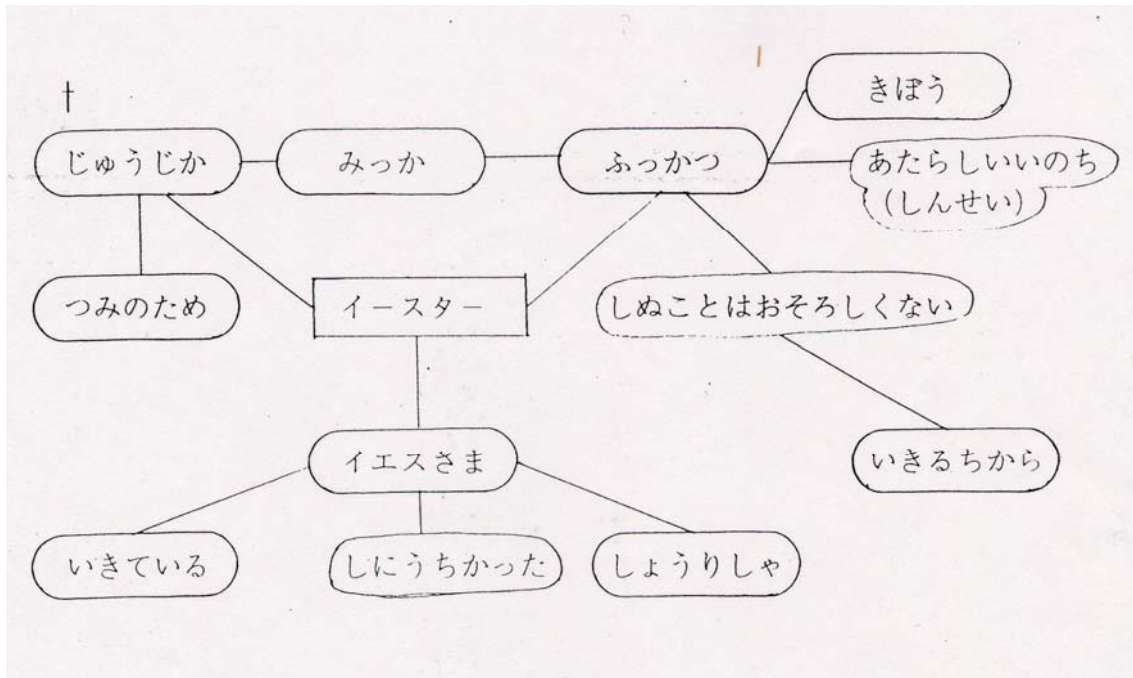 †
きぼう
じゅうじか
みっか
ふっかつ
あたらしいいのち
(しんせい)
つみのため
イースター
しぬことはおそろしくない
イエスさま
いきるちから
いきている
しにうちかった
しょうりしゃ